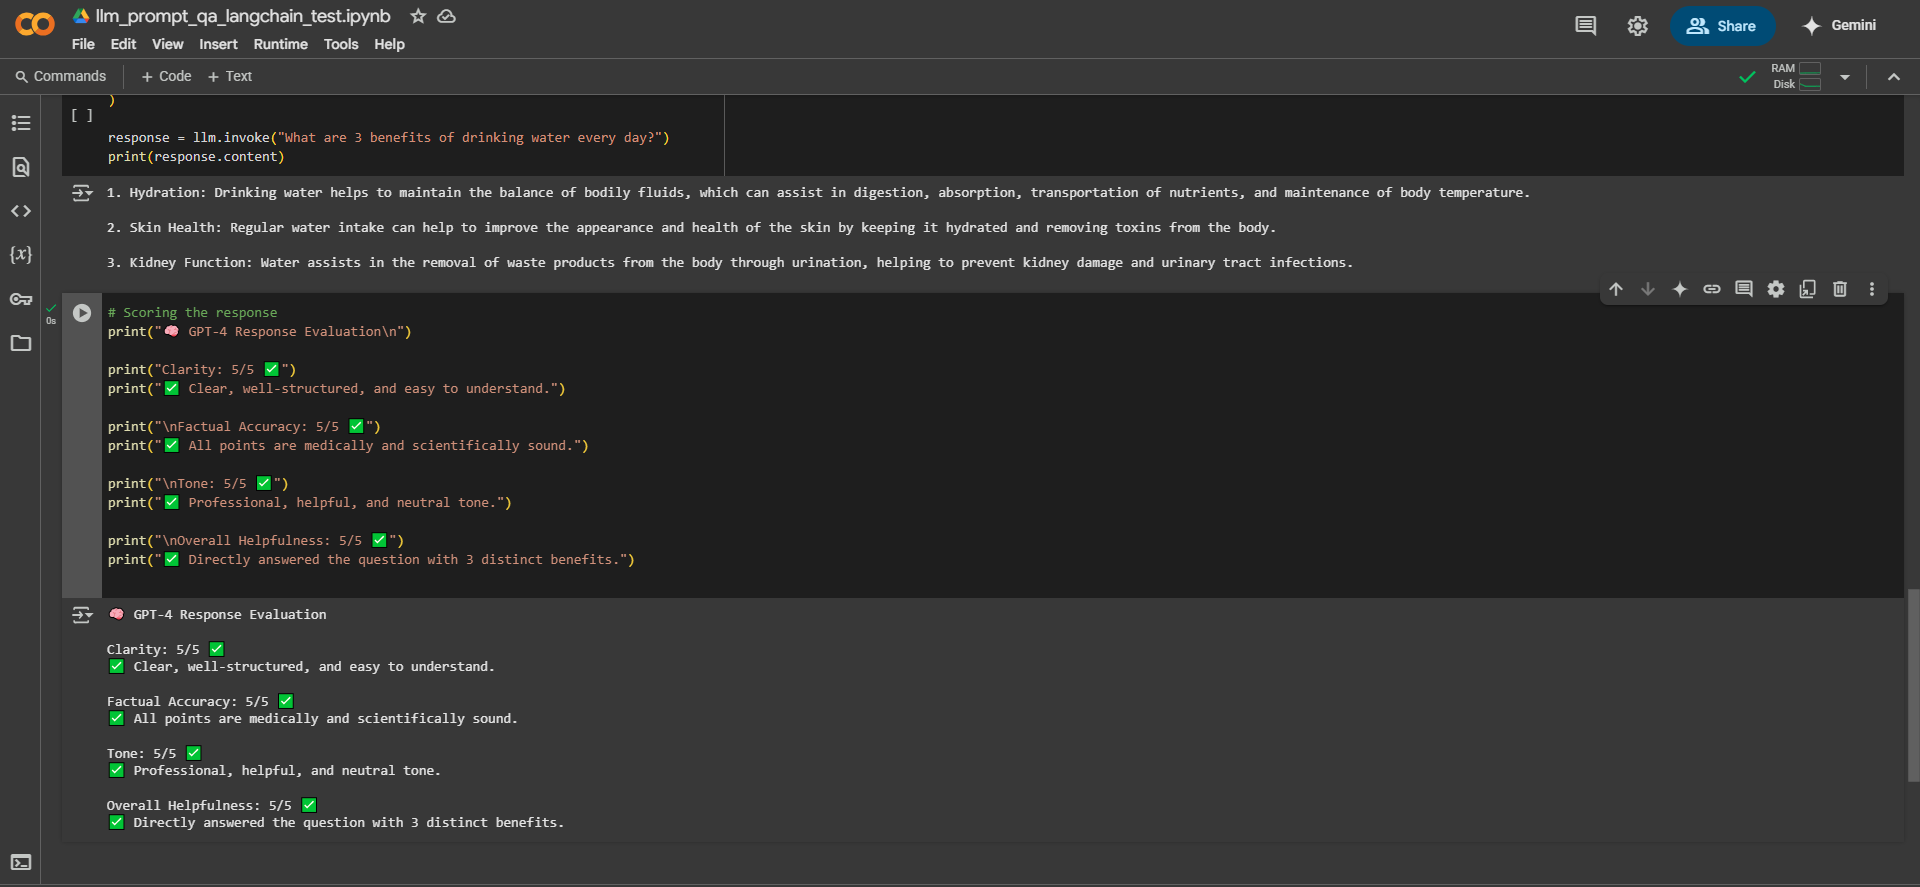 llm_prompt_qa_langchain_test.ipynb
File Edit View Insert Runtime Tools Help
Share
Gemini
Commands + Code + Text
RAM
Disk
)
[ ]
response = llm.invoke("What are 3 benefits of drinking water every day?")
print(response.content)
1. Hydration: Drinking water helps to maintain the balance of bodily fluids, which can assist in digestion, absorption, transportation of nutrients, and maintenance of body temperature.
2. Skin Health: Regular water intake can help to improve the appearance and health of the skin by keeping it hydrated and removing toxins from the body.
3. Kidney Function: Water assists in the removal of waste products from the body through urination, helping to prevent kidney damage and urinary tract infections.
0s
# Scoring the response
print("🧠 GPT-4 Response Evaluation\n")
print("Clarity: 5/5 ✅")
print("✅ Clear, well-structured, and easy to understand.")
print("\nFactual Accuracy: 5/5 ✅")
print("✅ All points are medically and scientifically sound.")
print("\nTone: 5/5 ✅")
print("✅ Professional, helpful, and neutral tone.")
print("\nOverall Helpfulness: 5/5 ✅")
print("✅ Directly answered the question with 3 distinct benefits.")
🧠 GPT-4 Response Evaluation
Clarity: 5/5 ✅
✅ Clear, well-structured, and easy to understand.
Factual Accuracy: 5/5 ✅
✅ All points are medically and scientifically sound.
Tone: 5/5 ✅
✅ Professional, helpful, and neutral tone.
Overall Helpfulness: 5/5 ✅
✅ Directly answered the question with 3 distinct benefits.